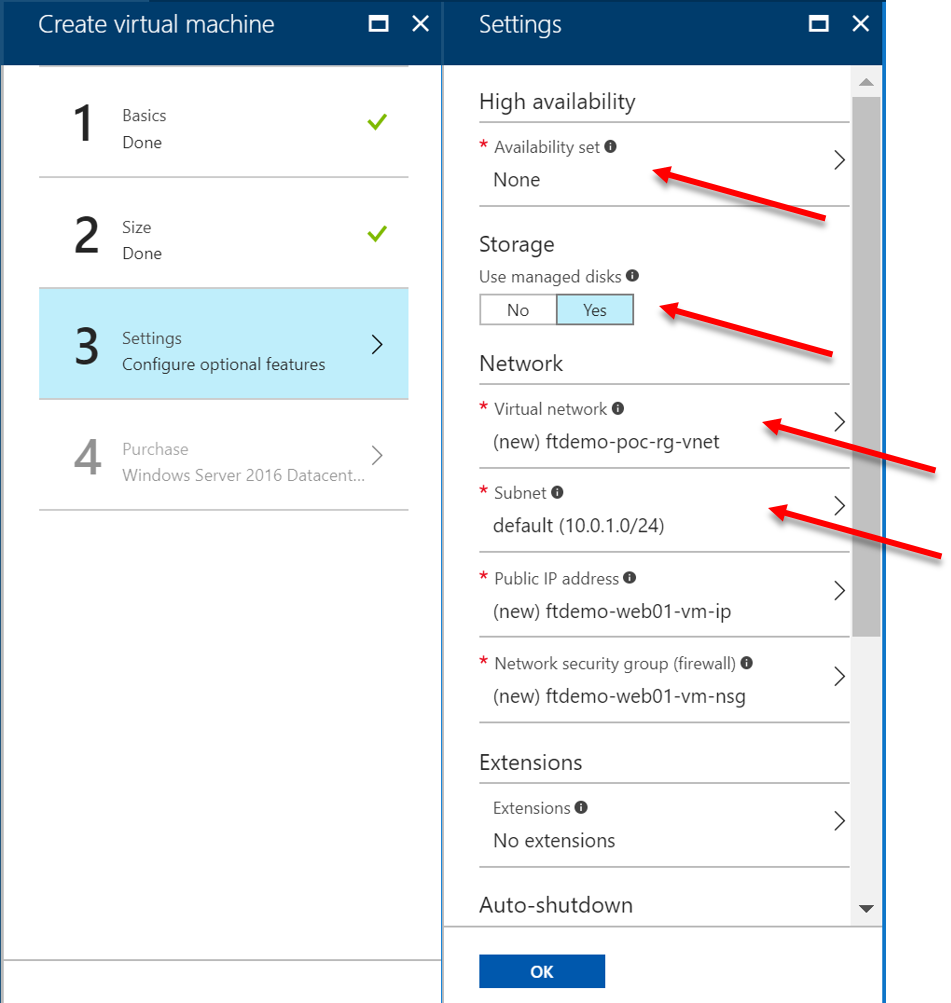 Create virtual machine
1
Basics
Done
2
Size
Done
3
Settings
Configure optional features
4
Purchase
Windows Server 2016 Datacent...
Settings
High availability
* Availability set
None
Storage
Use managed disks
No Yes
Network
* Virtual network
(new) ftdemo-poc-rg-vnet
* Subnet
default (10.0.1.0/24)
* Public IP address
(new) ftdemo-web01-vm-ip
* Network security group (firewall)
(new) ftdemo-web01-vm-nsg
Extensions
Extensions
No extensions
Auto-shutdown
OK